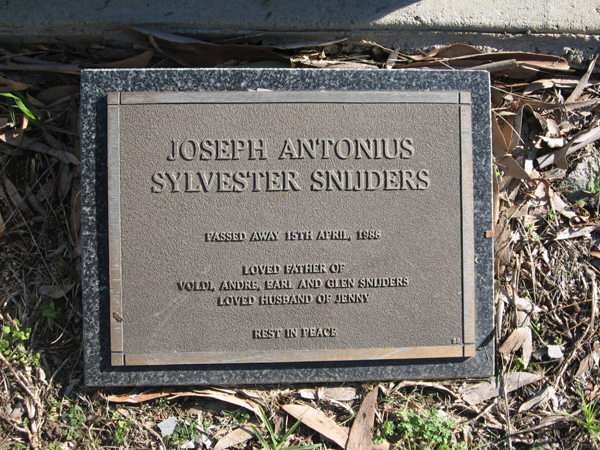 JOSEPH ANTONIUS
SYLVESTER SNIJDERS
PASSED AWAY 15TH APRIL, 1988
LOVED FATHER OF
VOLDI, ANDRE, EARL AND GLEN SNIJDERS
LOVED HUSBAND OF JENNY
REST IN PEACE